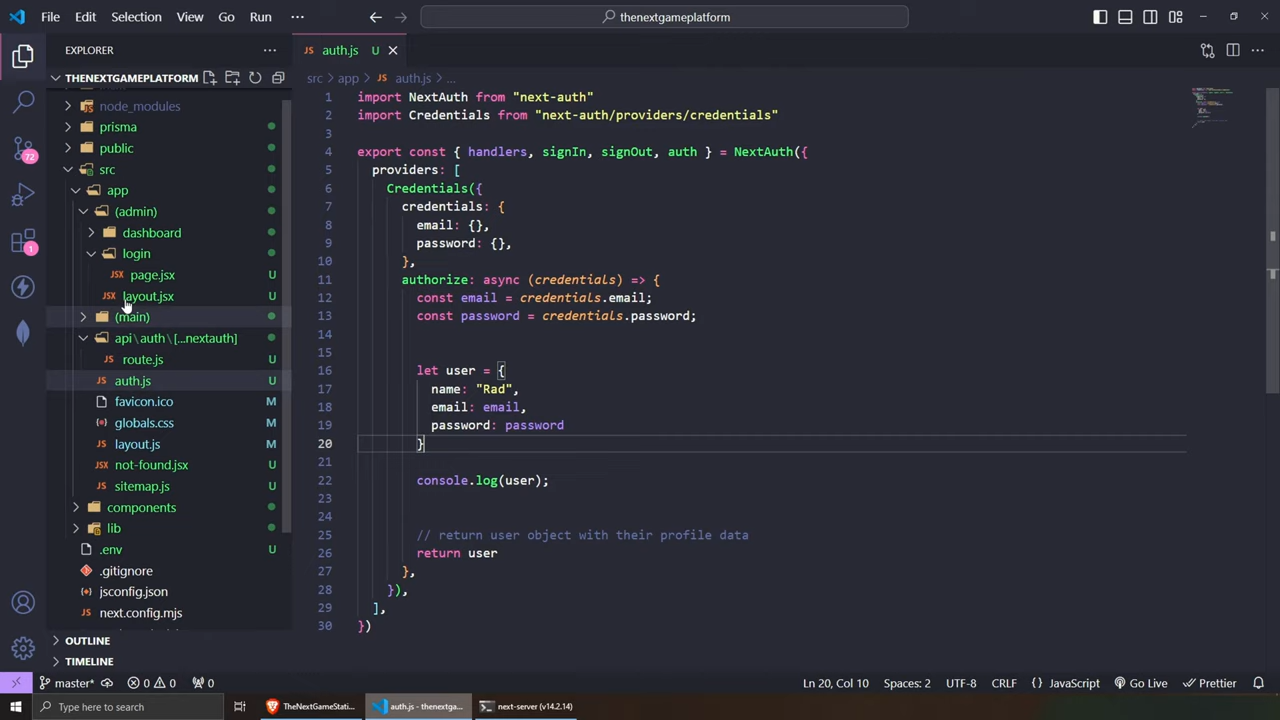 File Edit Selection View Go Run ···
thenextgameplatform
EXPLORER
THENEXTGAMEPLATFORM
node_modules
prisma
public
src
app
(admin)
dashboard
login
page.jsx U
layout.jsx U
(main)
api\auth\[...nextauth]
route.js U
auth.js U
favicon.ico M
globals.css M
layout.js M
not-found.jsx U
sitemap.js U
components
lib
.env U
.gitignore
jsconfig.json
next.config.mjs
OUTLINE
TIMELINE
72
1
auth.js U
src > app > JS auth.js > ...
1 import NextAuth from "next-auth"
2 import Credentials from "next-auth/providers/credentials"
3
4 export const { handlers, signIn, signOut, auth } = NextAuth({
5 providers: [
6 Credentials({
7 credentials: {
8 email: {},
9 password: {},
10 },
11 authorize: async (credentials) => {
12 const email = credentials.email;
13 const password = credentials.password;
14
15
16 let user = {
17 name: "Rad",
18 email: email,
19 password: password
20 }
21
22 console.log(user);
23
24
25 // return user object with their profile data
26 return user
27 },
28 }),
29 ],
30 })
master* 0 0 0
Ln 20, Col 10 Spaces: 2 UTF-8 CRLF {} JavaScript Go Live Prettier
Type here to search
TheNextGameStati...
auth.js - thenextga...
next-server (v14.2.14)